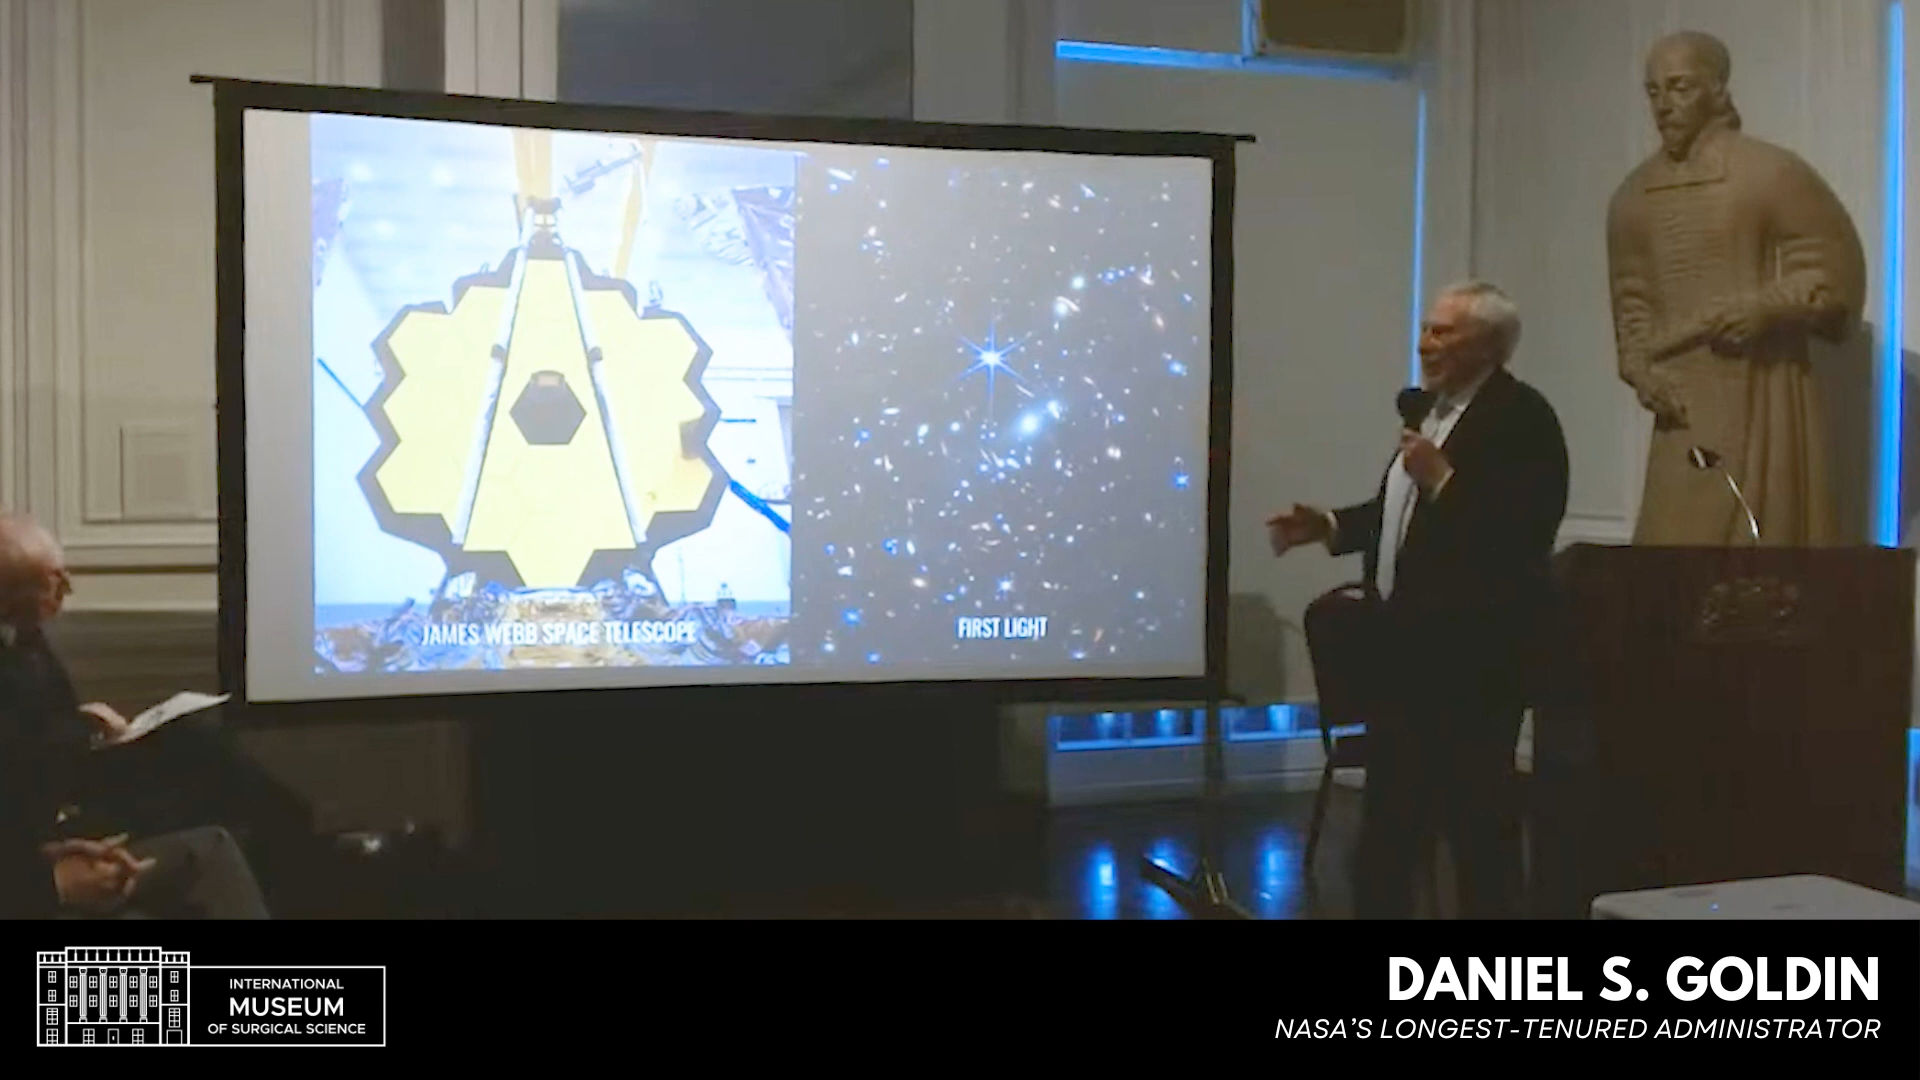 JAMES WEBB SPACE TELESCOPE
FIRST LIGHT
INTERNATIONAL
MUSEUM
OF SURGICAL SCIENCE
DANIEL S. GOLDIN
NASA'S LONGEST-TENURED ADMINISTRATOR